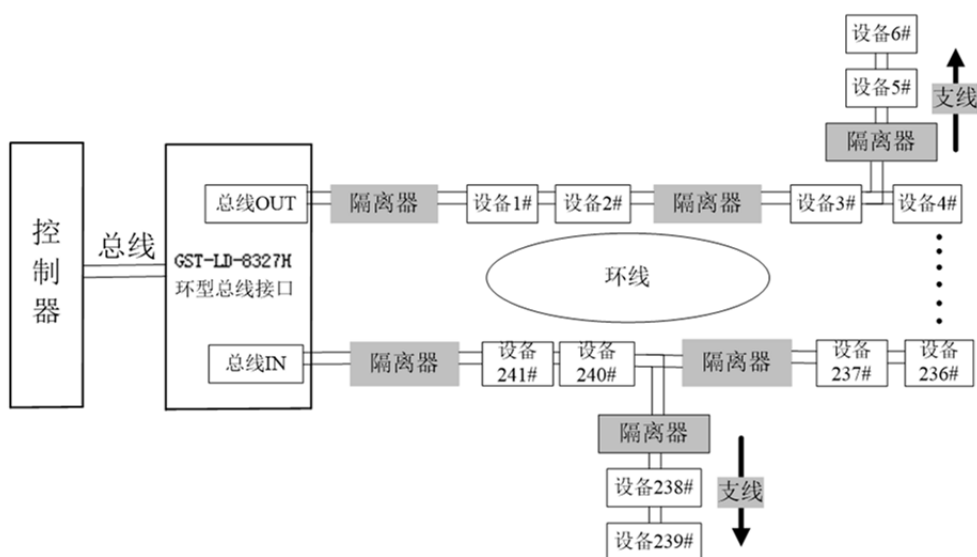 设备6#
设备5#
支线
隔离器
总线OUT
隔离器
设备1#
设备2#
隔离器
设备3#
设备4#
控制器
总线
GST-LD-8327H
环型总线接口
环线
总线IN
隔离器
设备
241#
设备
240#
隔离器
设备
237#
设备
236#
隔离器
设备238#
支线
设备239#